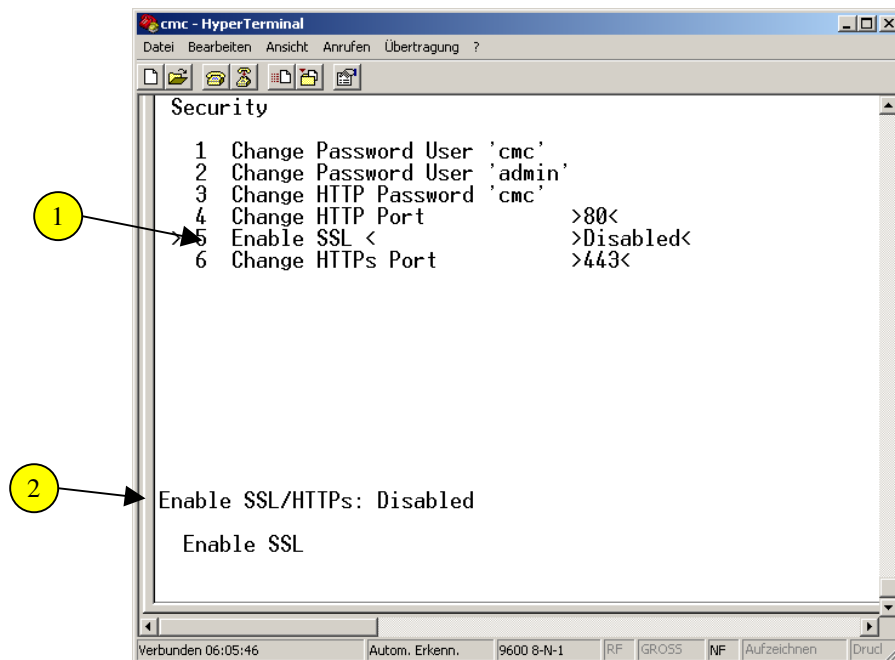 cmc - HyperTerminal
Datei Bearbeiten Ansicht Anrufen Übertragung ?
Security
1 Change Password User 'cmc'
2 Change Password User 'admin'
3 Change HTTP Password 'cmc'
4 Change HTTP Port >80<
1
>5 Enable SSL < >Disabled<
6 Change HTTPs Port >443<
2
Enable SSL/HTTPs: Disabled
Enable SSL
Verbunden 06:05:46 Autom. Erkenn. 9600 8-N-1 RF GROSS NF Aufzeichnen Druc